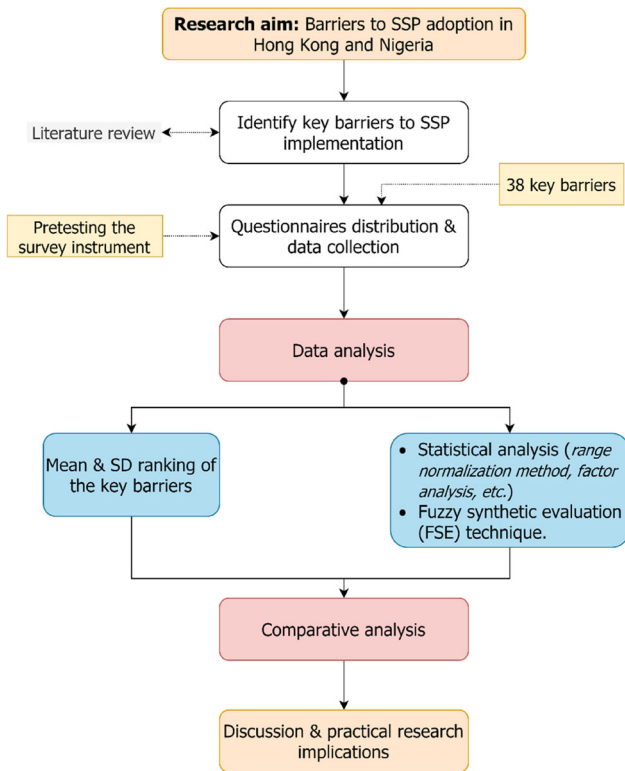 Research aim: Barriers to SSP adoption in
Hong Kong and Nigeria
Literature review
Identify key barriers to SSP
implementation
38 key barriers
Pretesting the
survey instrument
Questionnaires distribution &
data collection
Data analysis
Mean & SD ranking of
the key barriers
• Statistical analysis (range
normalization method, factor
analysis, etc.)
• Fuzzy synthetic evaluation
(FSE) technique.
Comparative analysis
Discussion & practical research
implications